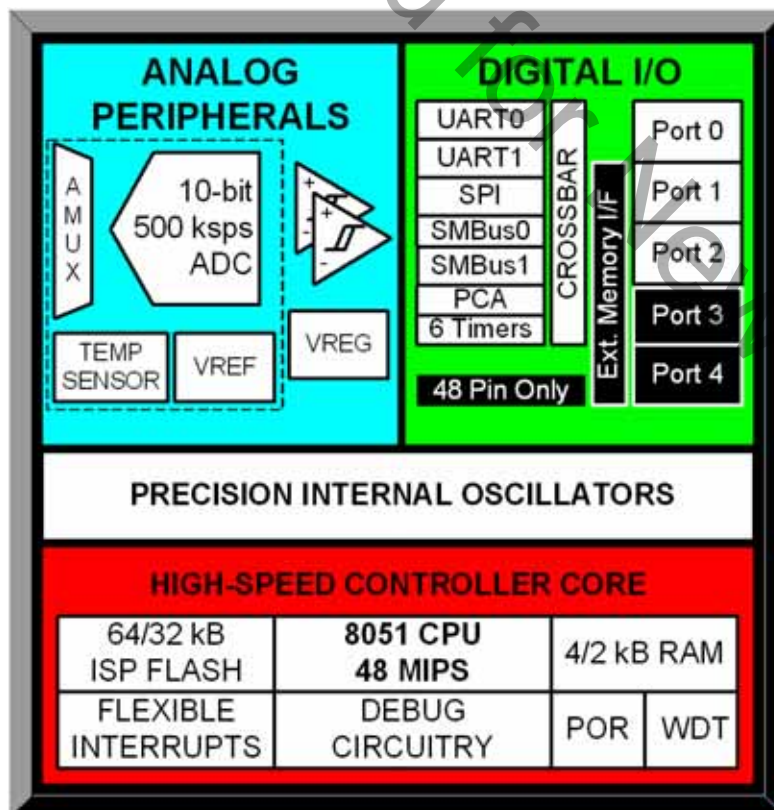 ANALOG
PERIPHERALS
AMUX
10-bit
500 ksps
ADC
+
-
+
-
TEMP
SENSOR
VREF
VREG
DIGITAL I/O
UART0
UART1
SPI
SMBus0
SMBus1
PCA
6 Timers
CROSSBAR
Ext. Memory I/F
Port 0
Port 1
Port 2
Port 3
Port 4
48 Pin Only
PRECISION INTERNAL OSCILLATORS
HIGH-SPEED CONTROLLER CORE
64/32 kB
ISP FLASH
8051 CPU
48 MIPS
4/2 kB RAM
FLEXIBLE
INTERRUPTS
DEBUG
CIRCUITRY
POR
WDT
for New